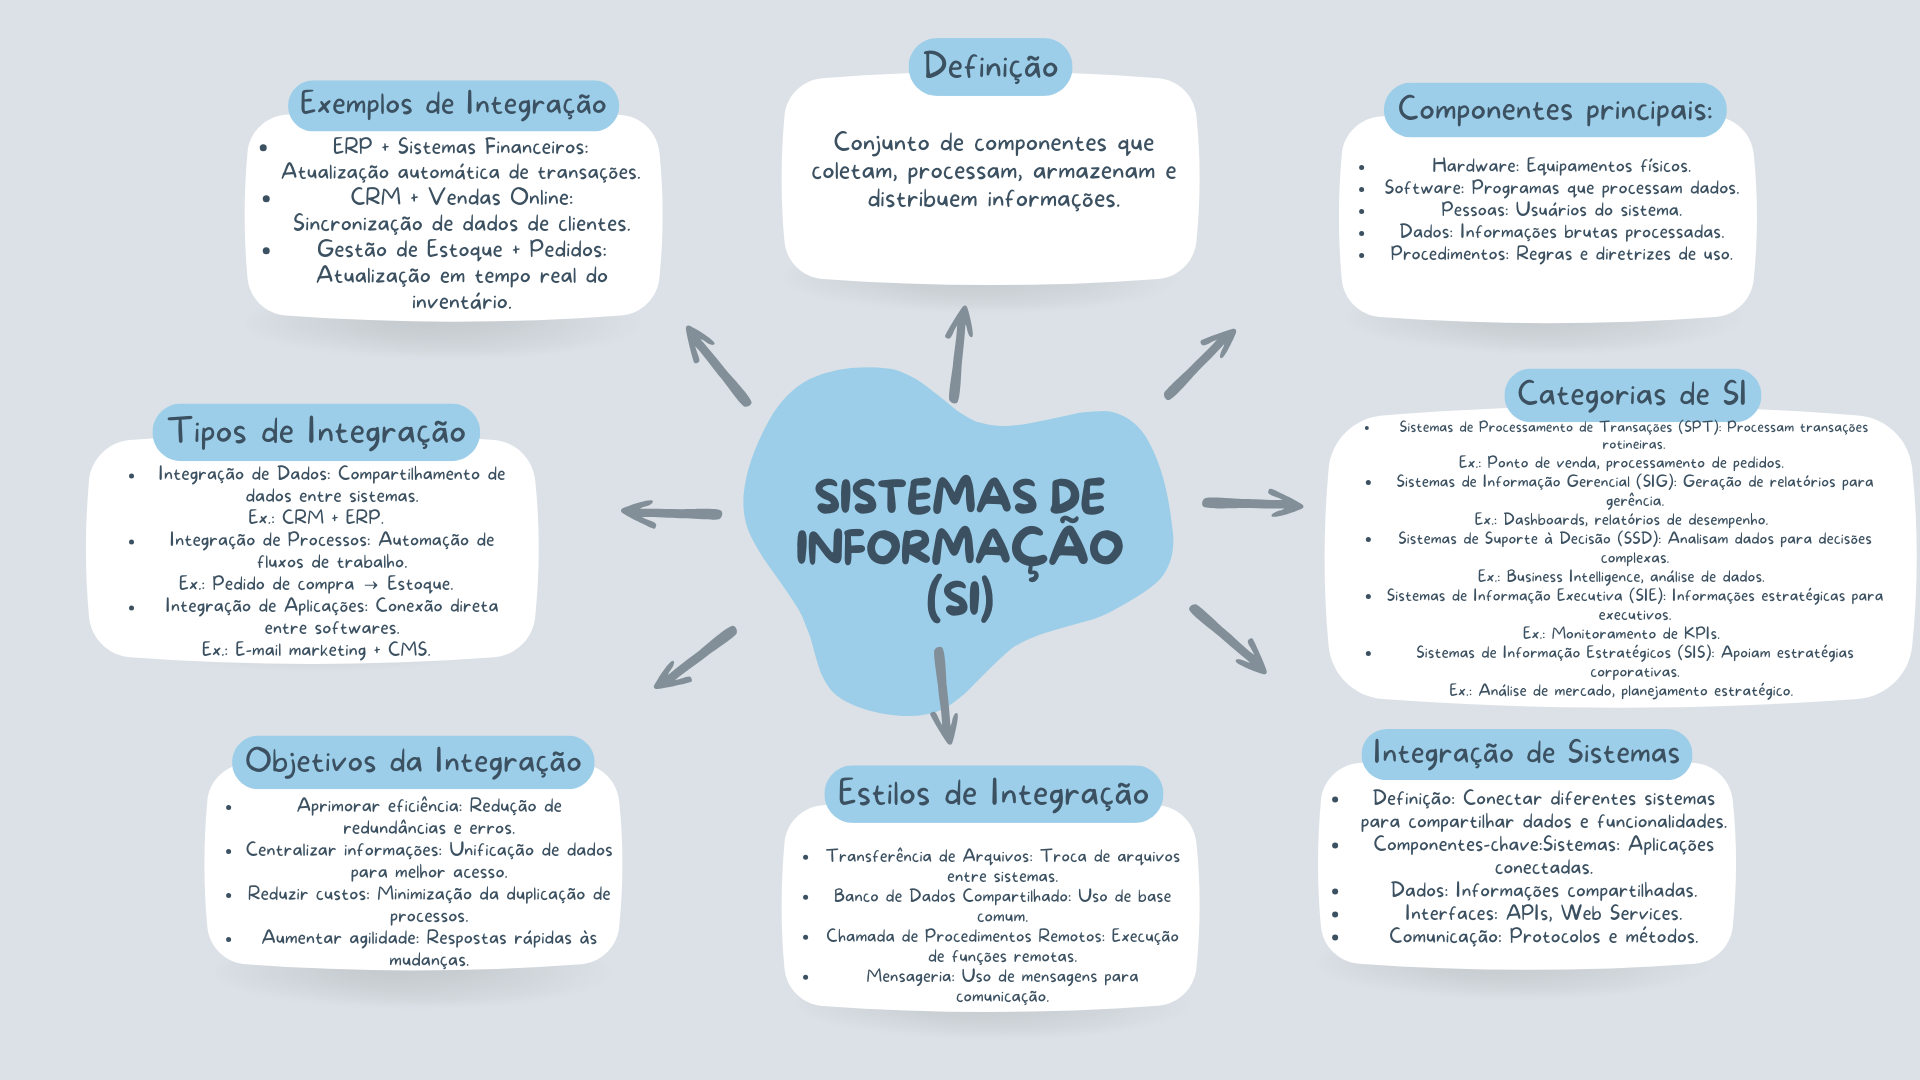 Definição
Conjunto de componentes que
coletam, processam, armazenam e
distribuem informações.
Exemplos de Integração
• ERP + Sistemas Financeiros:
Atualização automática de transações.
• CRM + Vendas Online:
Sincronização de dados de clientes.
• Gestão de Estoque + Pedidos:
Atualização em tempo real do
inventário.
Componentes principais:
• Hardware: Equipamentos físicos.
• Software: Programas que processam dados.
• Pessoas: Usuários do sistema.
• Dados: Informações brutas processadas.
• Procedimentos: Regras e diretrizes de uso.
Tipos de Integração
• Integração de Dados: Compartilhamento de
dados entre sistemas.
Ex.: CRM + ERP.
• Integração de Processos: Automação de
fluxos de trabalho.
Ex.: Pedido de compra → Estoque.
• Integração de Aplicações: Conexão direta
entre softwares.
Ex.: E-mail marketing + CMS.
SISTEMAS DE
INFORMAÇÃO
(SI)
Categorias de SI
• Sistemas de Processamento de Transações (SPT): Processam transações
rotineiras.
Ex.: Ponto de venda, processamento de pedidos.
• Sistemas de Informação Gerencial (SIG): Geração de relatórios para
gerência.
Ex.: Dashboards, relatórios de desempenho.
• Sistemas de Suporte à Decisão (SSD): Analisam dados para decisões
complexas.
Ex.: Business Intelligence, análise de dados.
• Sistemas de Informação Executiva (SIE): Informações estratégicas para
executivos.
Ex.: Monitoramento de KPIs.
• Sistemas de Informação Estratégicos (SIS): Apoiam estratégias
corporativas.
Ex.: Análise de mercado, planejamento estratégico.
Objetivos da Integração
• Aprimorar eficiência: Redução de
redundâncias e erros.
• Centralizar informações: Unificação de dados
para melhor acesso.
• Reduzir custos: Minimização da duplicação de
processos.
• Aumentar agilidade: Respostas rápidas às
mudanças.
Estilos de Integração
• Transferência de Arquivos: Troca de arquivos
entre sistemas.
• Banco de Dados Compartilhado: Uso de base
comum.
• Chamada de Procedimentos Remotos: Execução
de funções remotas.
• Mensageria: Uso de mensagens para
comunicação.
Integração de Sistemas
• Definição: Conectar diferentes sistemas
para compartilhar dados e funcionalidades.
• Componentes-chave:Sistemas: Aplicações
conectadas.
• Dados: Informações compartilhadas.
• Interfaces: APIs, Web Services.
• Comunicação: Protocolos e métodos.